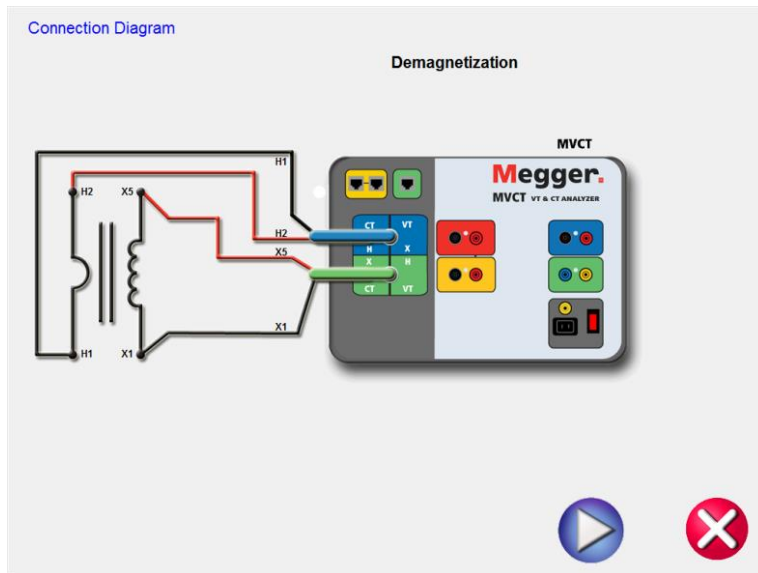 Connection Diagram
Demagnetization
MVCT
H1
Megger.
MVCT VT & CT ANALYZER
H2 X5
CT VT
H2
H X
X5
X H
CT VT
X1
H1 X1